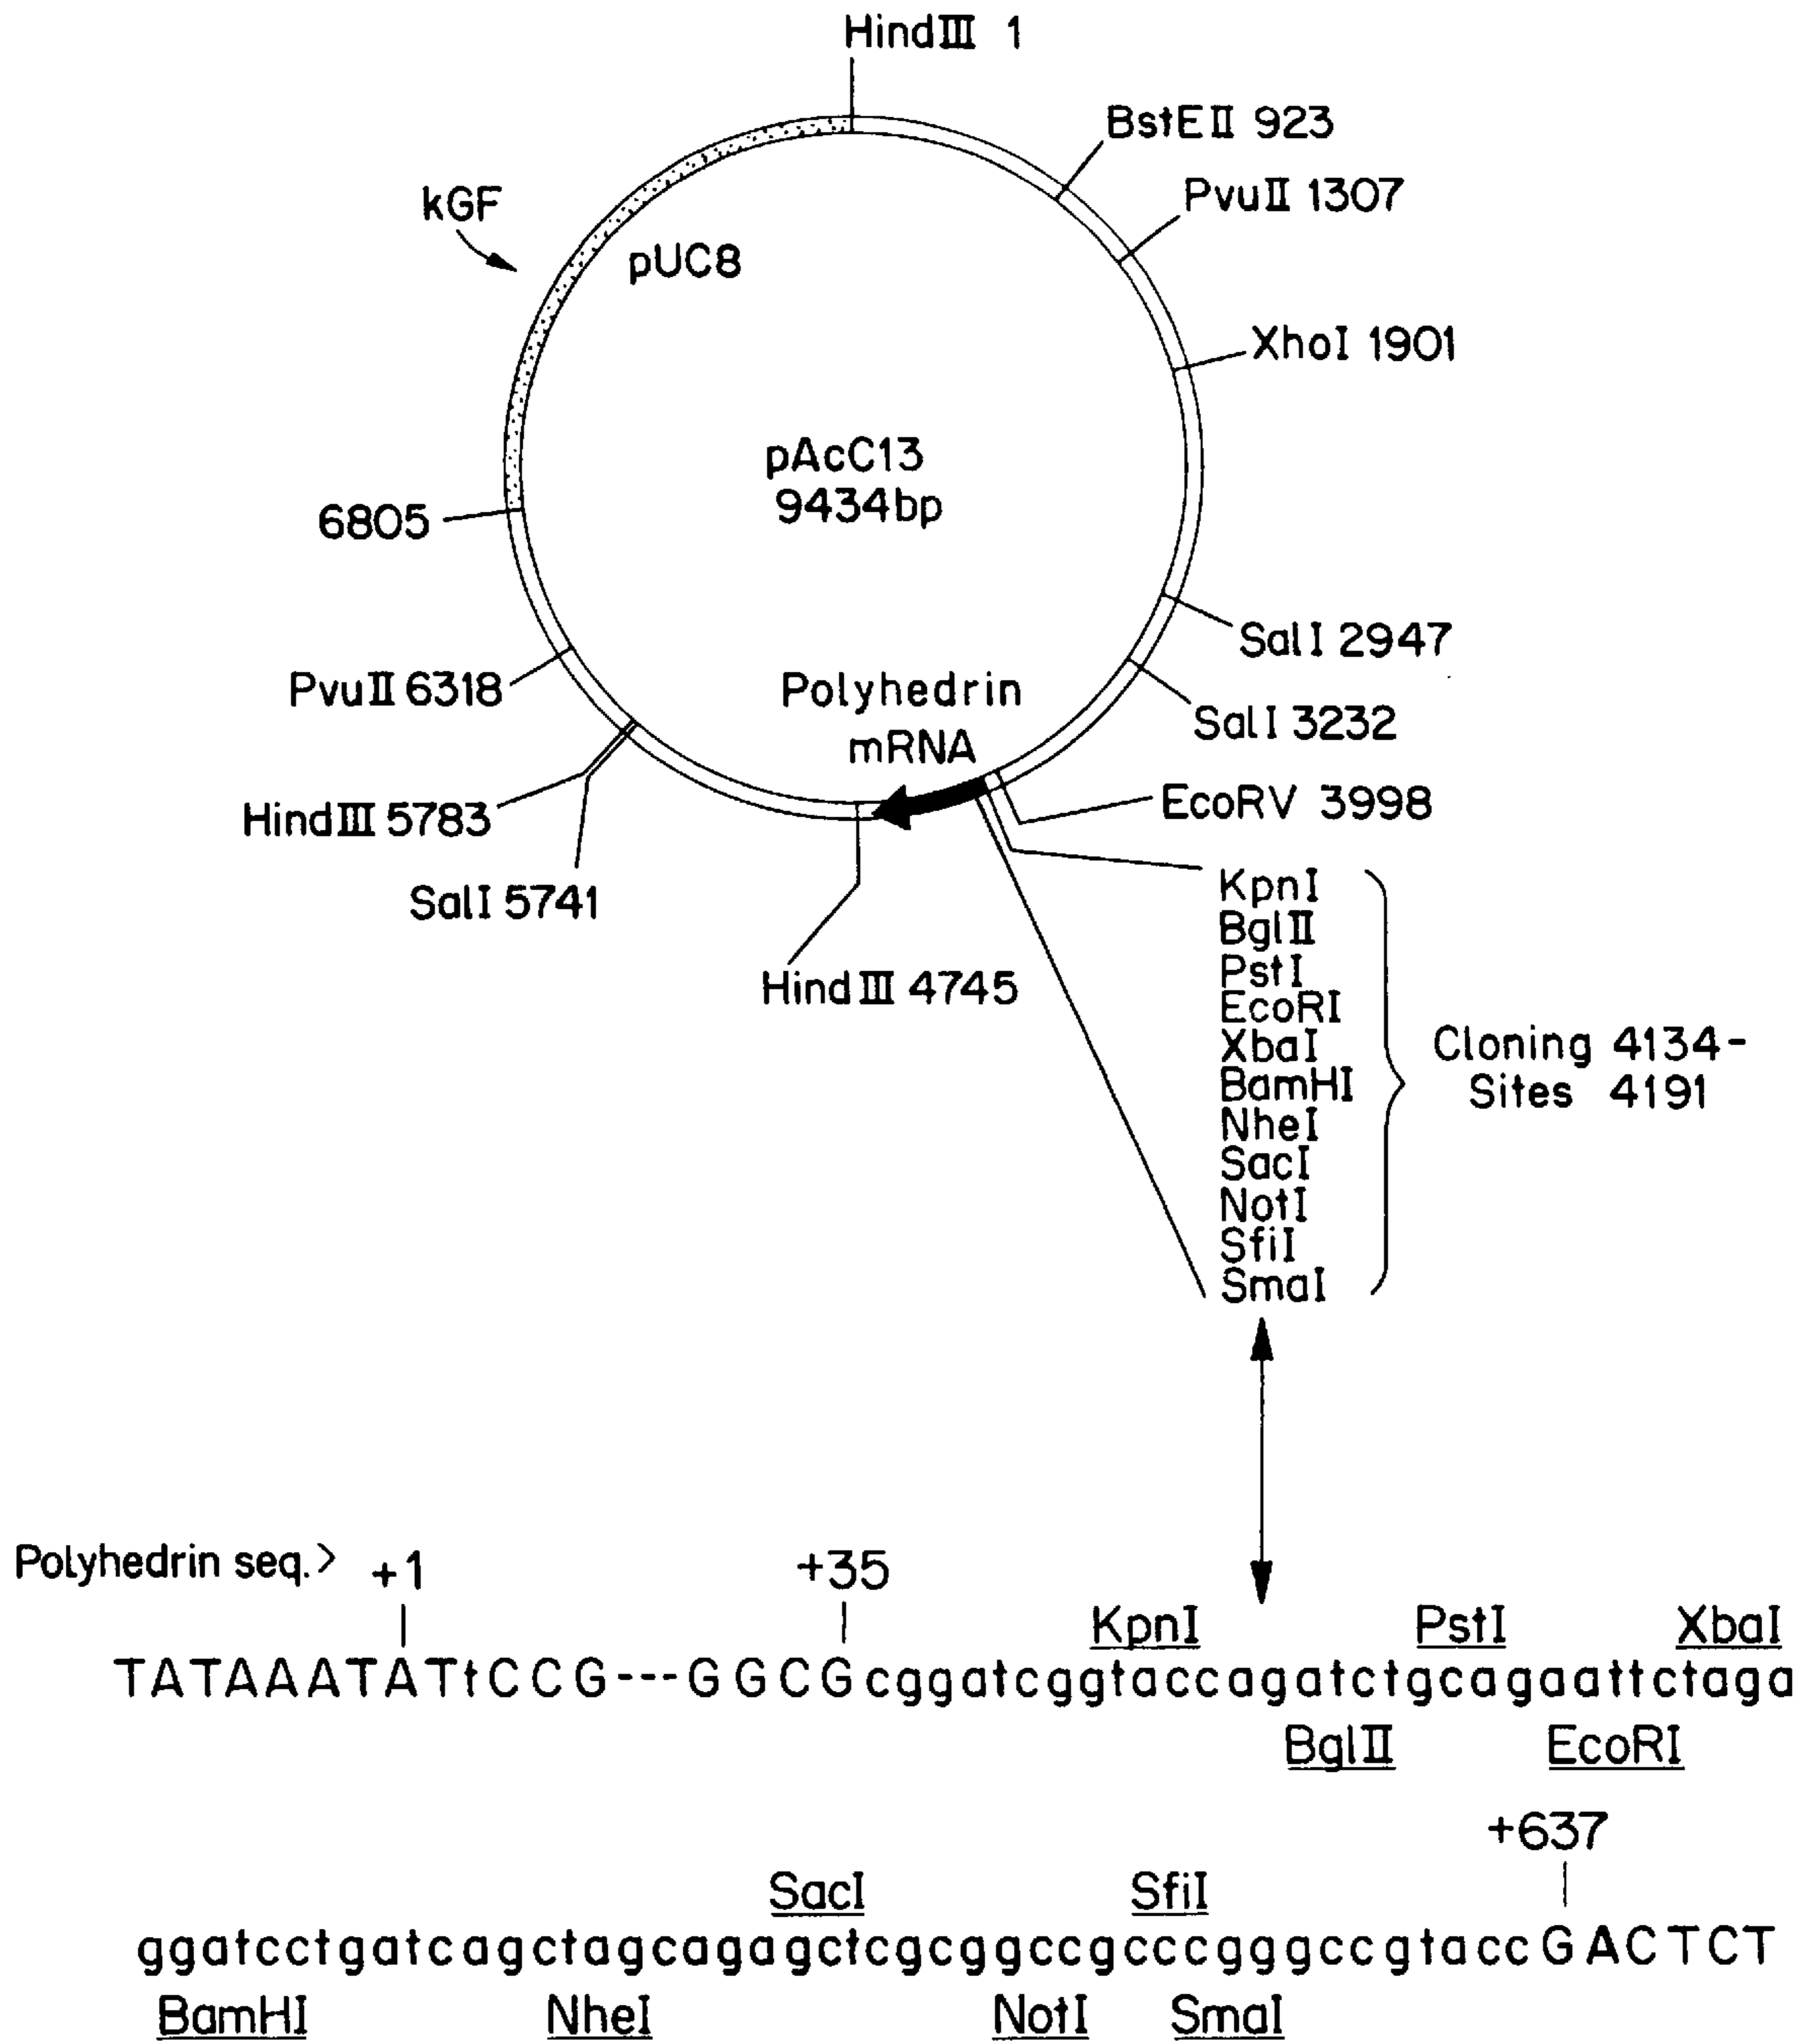 HindIII 1
BstEII 923
PvuII 1307
kGF
pUC8
XhoI 1901
pAcC13
9434bp
6805
SalI 2947
PvuII 6318
Polyhedrin
mRNA
SalI 3232
HindIII 5783
EcoRV 3998
SalI 5741
HindIII 4745
KpnI
BglII
PstI
EcoRI
XbaI
BamHI
NheI
SacI
NotI
SfiI
SmaI
Cloning 4134-
Sites 4191
Polyhedrin seq. > +1 +35
KpnI PstI XbaI
TATAAATATtCCG---GGCGcggatcggtaccagatctgcagaattctaga
BglII EcoRI
+637
SacI SfiI
ggatcctgatcagctagcagagctcgcggccgcccgggccgtaccGACTCT
BamHI NheI NotI SmaI